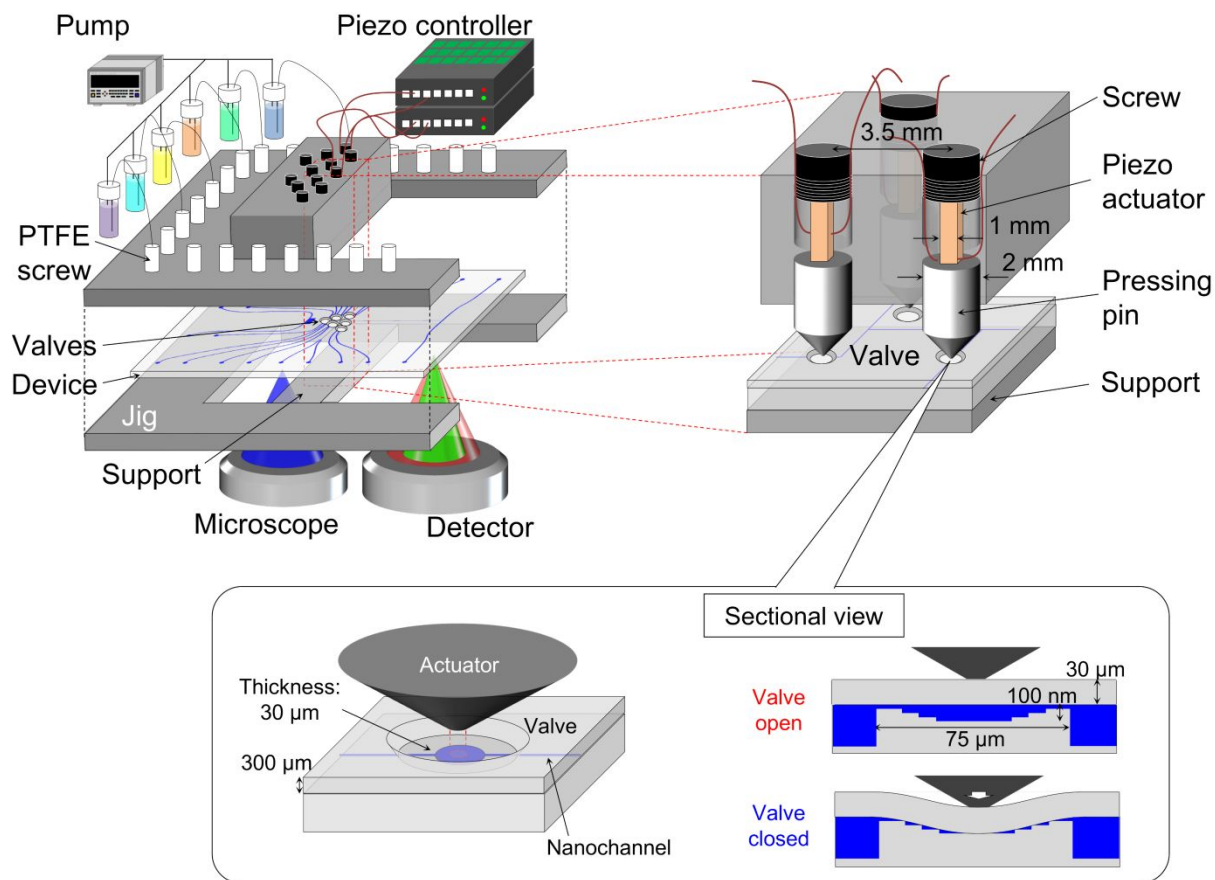 Pump
Piezo controller
PTFE
screw
Valves
Device
Jig
Support
Microscope
Detector
3.5 mm
Screw
Piezo
actuator
1 mm
2 mm
Pressing
pin
Valve
Support
Sectional view
Actuator
Thickness:
30 µm
Valve
300 µm
Nanochannel
Valve
open
30 µm
100 nm
75 µm
Valve
closed